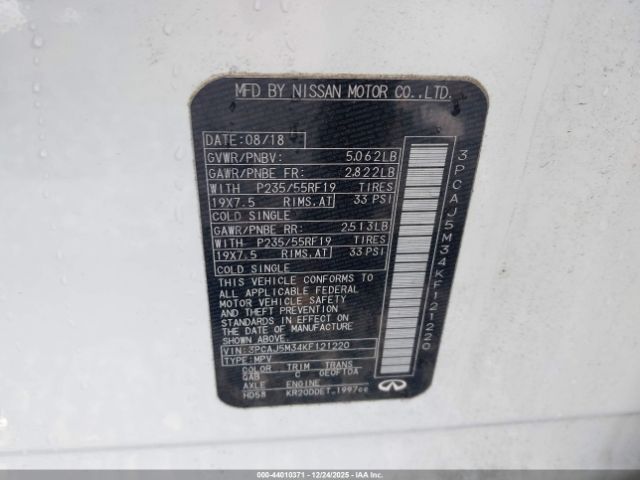 MFD BY NISSAN MOTOR CO.,LTD.
DATE:08/18
GVWR/PNBV: 5,062LB
GAWR/PNBE FR: 2,822LB
WITH P235/55RF19 TIRES
19X7.5 RIMS,AT 33 PSI
COLD SINGLE
GAWR/PNBE RR: 2,513LB
WITH P235/55RF19 TIRES
19X7.5 RIMS,AT 33 PSI
COLD SINGLE
THIS VEHICLE CONFORMS TO
ALL APPLICABLE FEDERAL
MOTOR VEHICLE SAFETY
AND THEFT PREVENTION
STANDARDS IN EFFECT ON
THE DATE OF MANUFACTURE
SHOWN ABOVE.
VIN:3PCAJ5M34KF121220
TYPE:MPV
COLOR TRIM TRANS
QAB C 0E0F10A
AXLE ENGINE
HD58 KR20DDET 1997cc
3PCAJ5M34KF121220
000-44010371 - 12/24/2025 - IAA Inc.